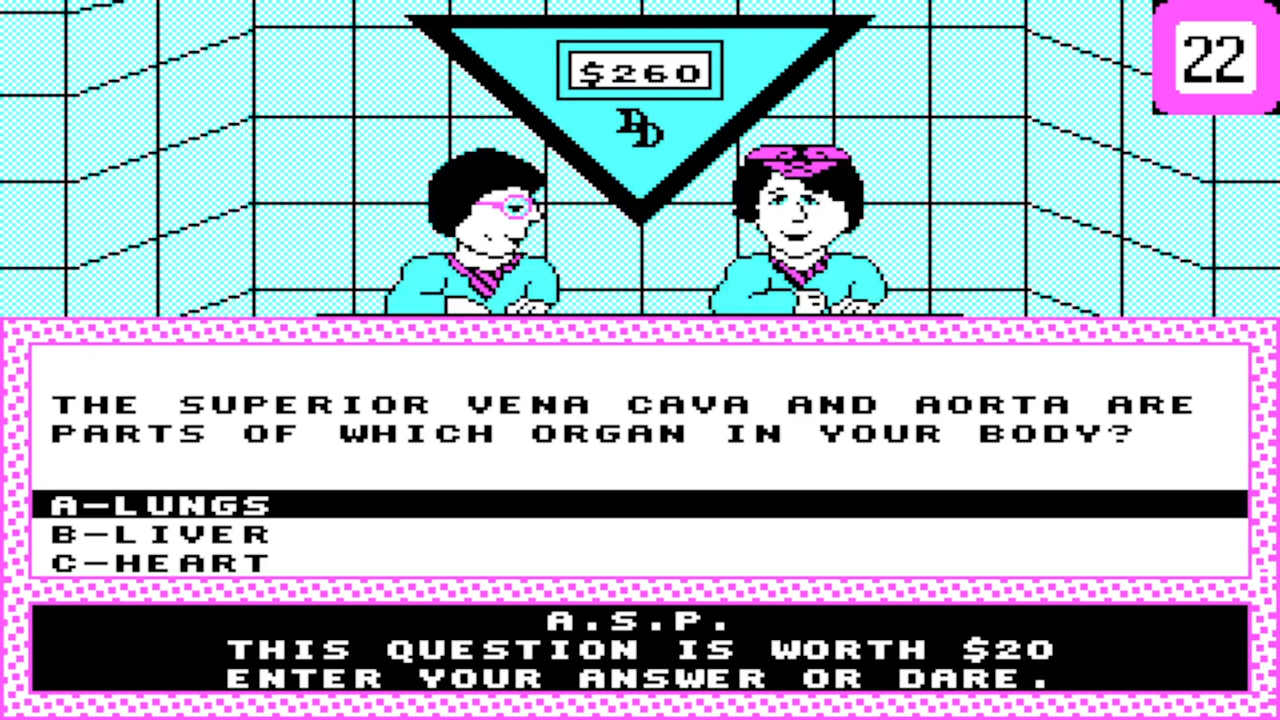 $260
DD
22
THE SUPERIOR VENA CAVA AND AORTA ARE
PARTS OF WHICH ORGAN IN YOUR BODY?
A-LUNGS
B-LIVER
C-HEART
A.S.P.
THIS QUESTION IS WORTH $20
ENTER YOUR ANSWER OR DARE.